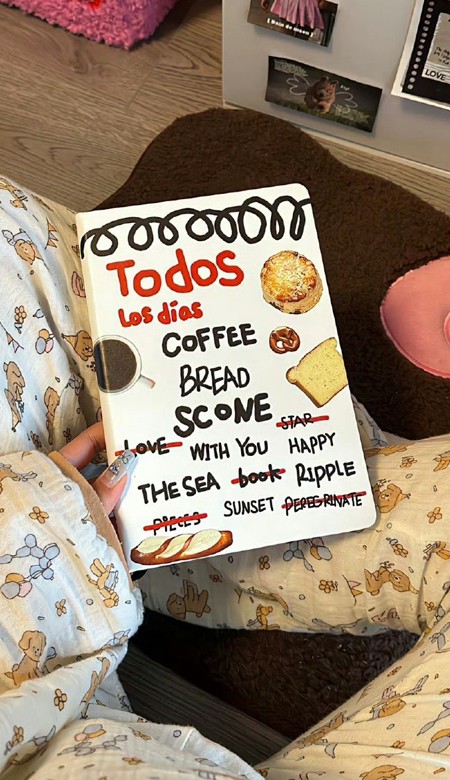 Todos
Los días
COFFEE
BREAD
SCONE
STAR
LOVE WITH YOU HAPPY
THE SEA book RIPPLE
PIECES SUNSET PEREGRINATE
LOVE